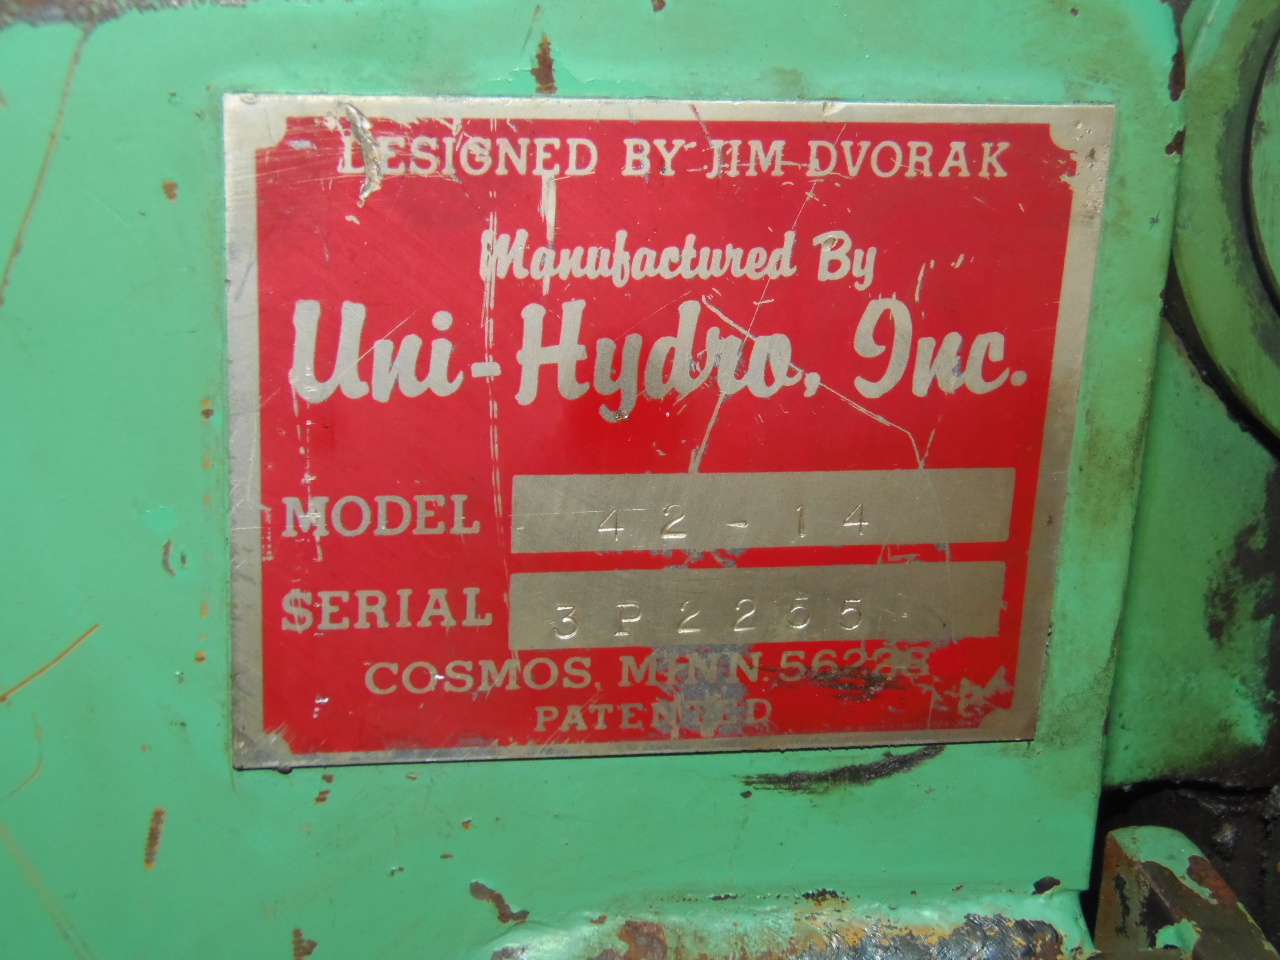 DESIGNED BY JIM DVORAK
Manufactured By
Uni-Hydro, Inc.
MODEL 42-14
SERIAL 3P2255
COSMOS, MINN. 56228
PATENTED